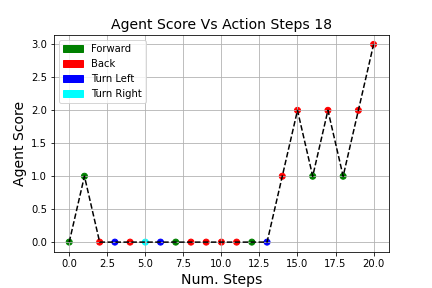 Agent Score Vs Action Steps 18
Forward
Back
Turn Left
Turn Right
Agent Score
3.0
2.5
2.0
1.5
1.0
0.5
0.0
0.0 2.5 5.0 7.5 10.0 12.5 15.0 17.5 20.0
Num. Steps